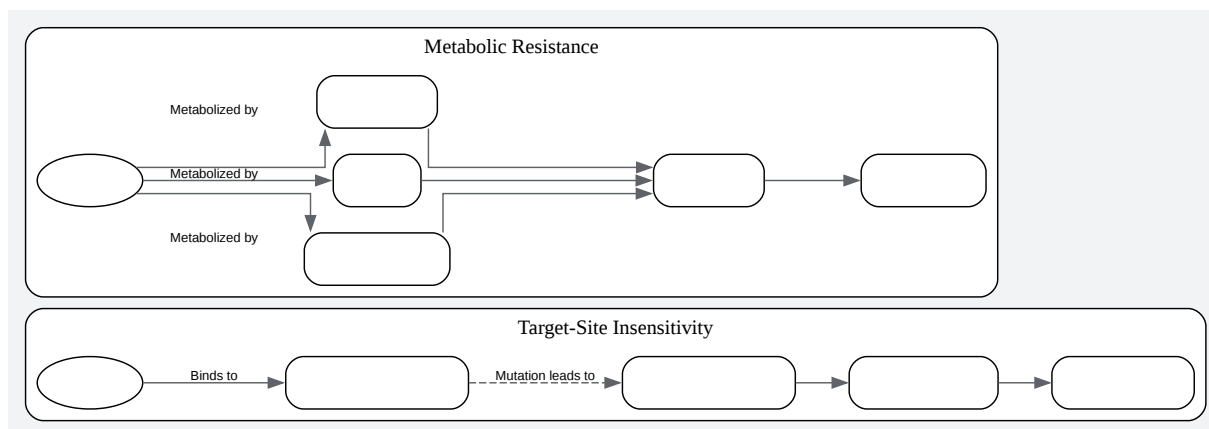 Metabolic Resistance
Metabolized by
Metabolized by
Metabolized by
Target-Site Insensitivity
Binds to
Mutation leads to